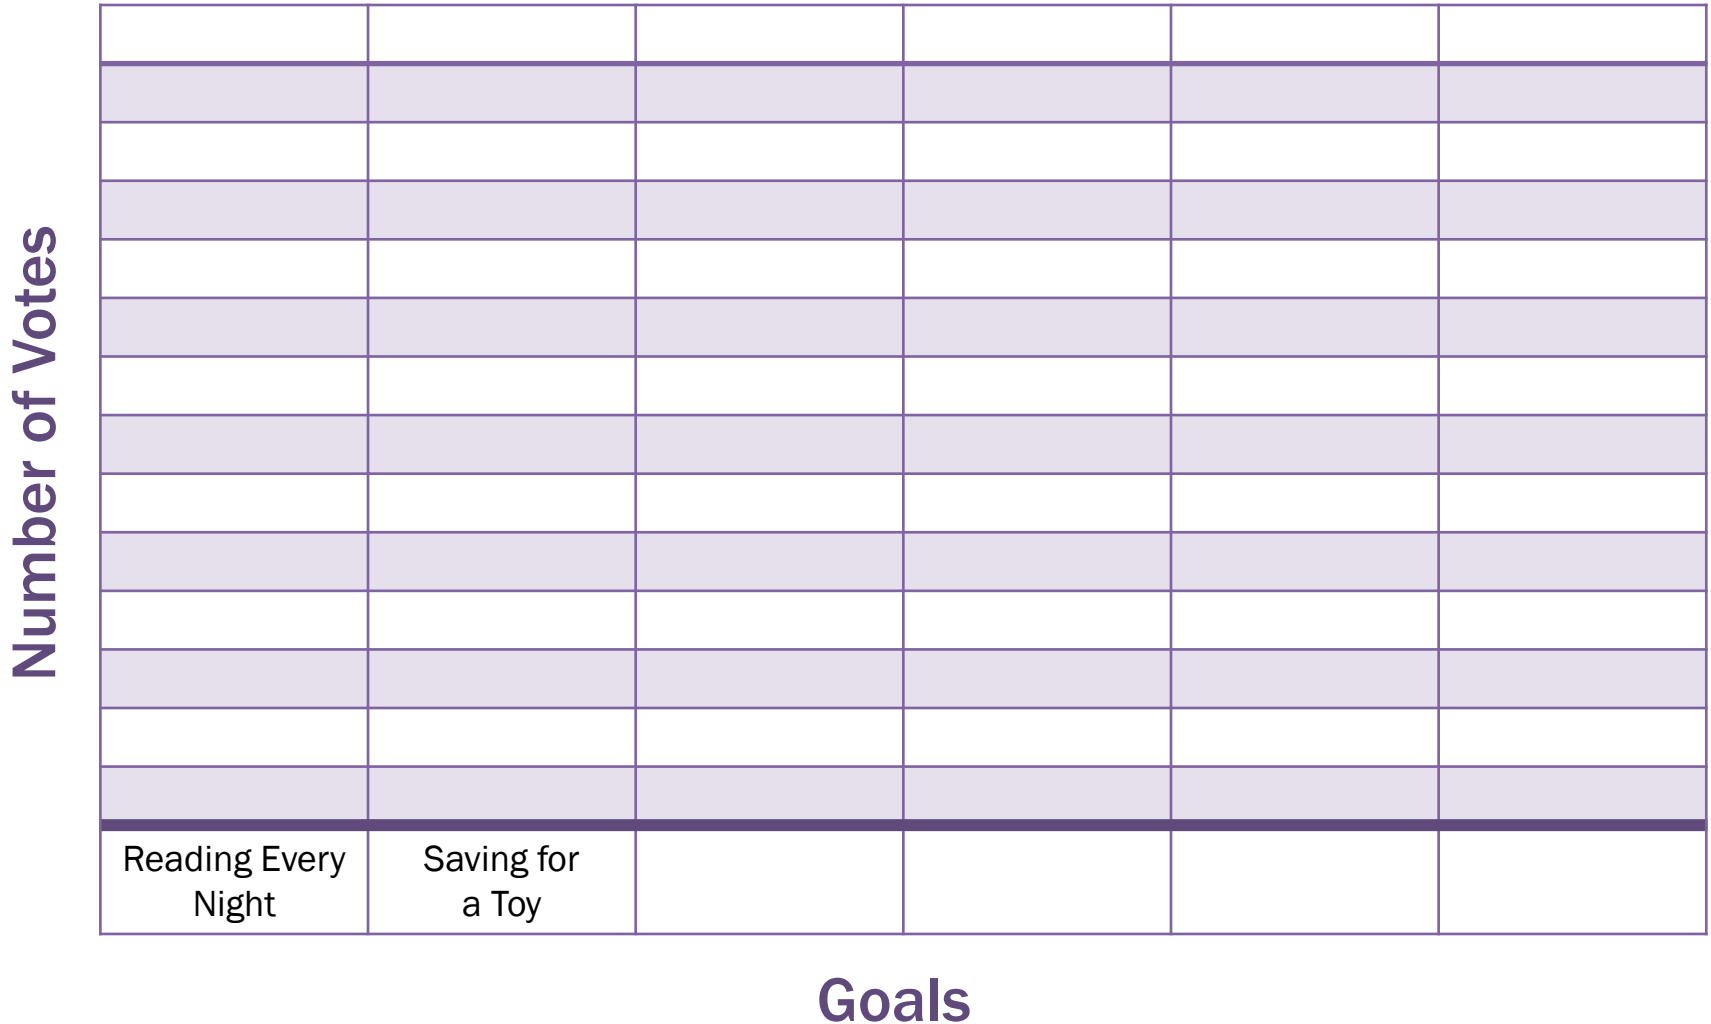 Number of Votes
Reading Every
Night
Saving for
a Toy
Goals